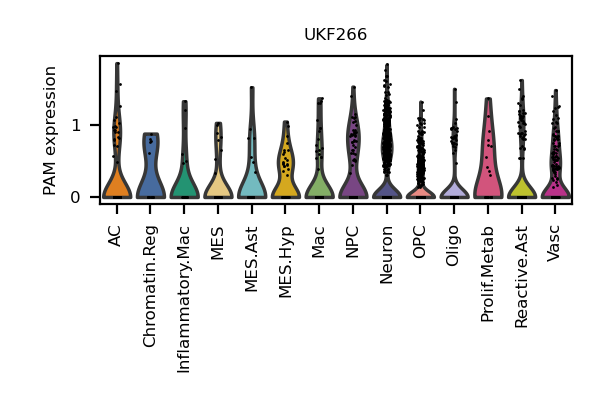 UKF266
PAM expression
1
0
AC
Chromatin.Reg
Inflammatory.Mac
MES
MES.Ast
MES.Hyp
Mac
NPC
Neuron
OPC
Oligo
Prolif.Metab
Reactive.Ast
Vasc